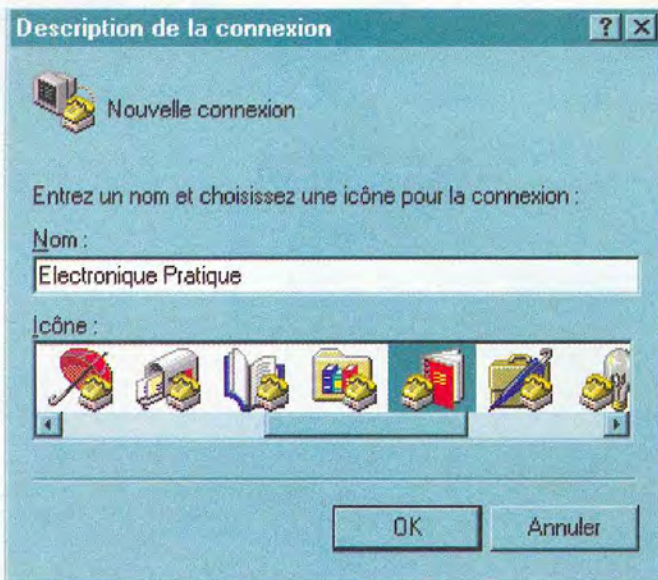 Description de la connexion
Nouvelle connexion
Entrez un nom et choisissez une icône pour la connexion :
Nom :
Electronique Pratique
Icône :
OK
Annuler